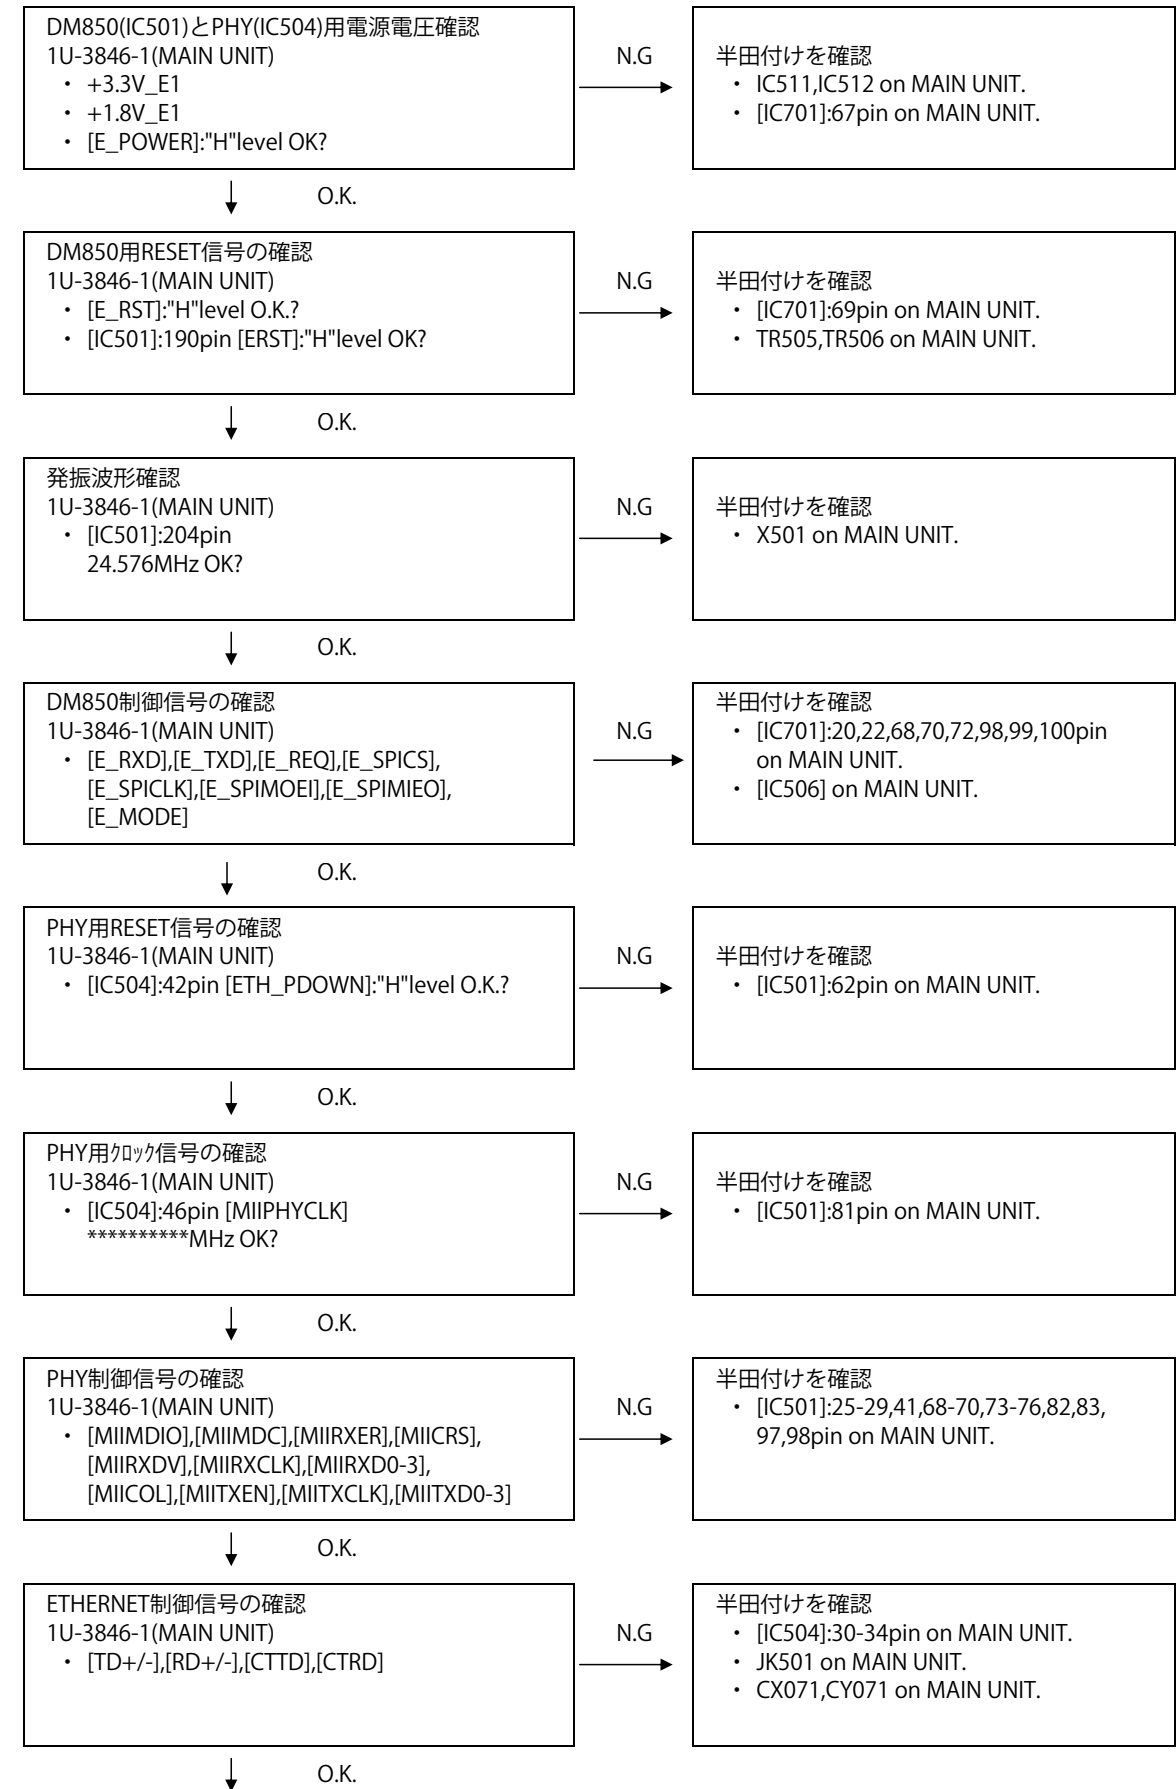 DM850(IC501)とPHY(IC504)用電源電圧確認
1U-3846-1(MAIN UNIT)
・ +3.3V_E1
・ +1.8V_E1
・ [E_POWER]:"H"level OK?
N.G
半田付けを確認
・ IC511,IC512 on MAIN UNIT.
・ [IC701]:67pin on MAIN UNIT.
O.K.
DM850用RESET信号の確認
1U-3846-1(MAIN UNIT)
・ [E_RST]:"H"level O.K.?
・ [IC501]:190pin [ERST]:"H"level OK?
N.G
半田付けを確認
・ [IC701]:69pin on MAIN UNIT.
・ TR505,TR506 on MAIN UNIT.
O.K.
発振波形確認
1U-3846-1(MAIN UNIT)
・ [IC501]:204pin
24.576MHz OK?
N.G
半田付けを確認
・ X501 on MAIN UNIT.
O.K.
DM850制御信号の確認
1U-3846-1(MAIN UNIT)
・ [E_RXD],[E_TXD],[E_REQ],[E_SPICS],
[E_SPICLK],[E_SPIMOEI],[E_SPIMIEO],
[E_MODE]
N.G
半田付けを確認
・ [IC701]:20,22,68,70,72,98,99,100pin
on MAIN UNIT.
・ [IC506] on MAIN UNIT.
O.K.
PHY用RESET信号の確認
1U-3846-1(MAIN UNIT)
・ [IC504]:42pin [ETH_PDOWN]:"H"level O.K.?
N.G
半田付けを確認
・ [IC501]:62pin on MAIN UNIT.
O.K.
PHY用ｸﾛｯｸ信号の確認
1U-3846-1(MAIN UNIT)
・ [IC504]:46pin [MIIPHYCLK]
**********MHz OK?
N.G
半田付けを確認
・ [IC501]:81pin on MAIN UNIT.
O.K.
PHY制御信号の確認
1U-3846-1(MAIN UNIT)
・ [MIIMDIO],[MIIMDC],[MIIRXER],[MIICRS],
[MIIRXDV],[MIIRXCLK],[MIIRXD0-3],
[MIICOL],[MIITXEN],[MIITXCLK],[MIITXD0-3]
N.G
半田付けを確認
・ [IC501]:25-29,41,68-70,73-76,82,83,
97,98pin on MAIN UNIT.
O.K.
ETHERNET制御信号の確認
1U-3846-1(MAIN UNIT)
・ [TD+/-],[RD+/-],[CTTD],[CTRD]
N.G
半田付けを確認
・ [IC504]:30-34pin on MAIN UNIT.
・ JK501 on MAIN UNIT.
・ CX071,CY071 on MAIN UNIT.
O.K.